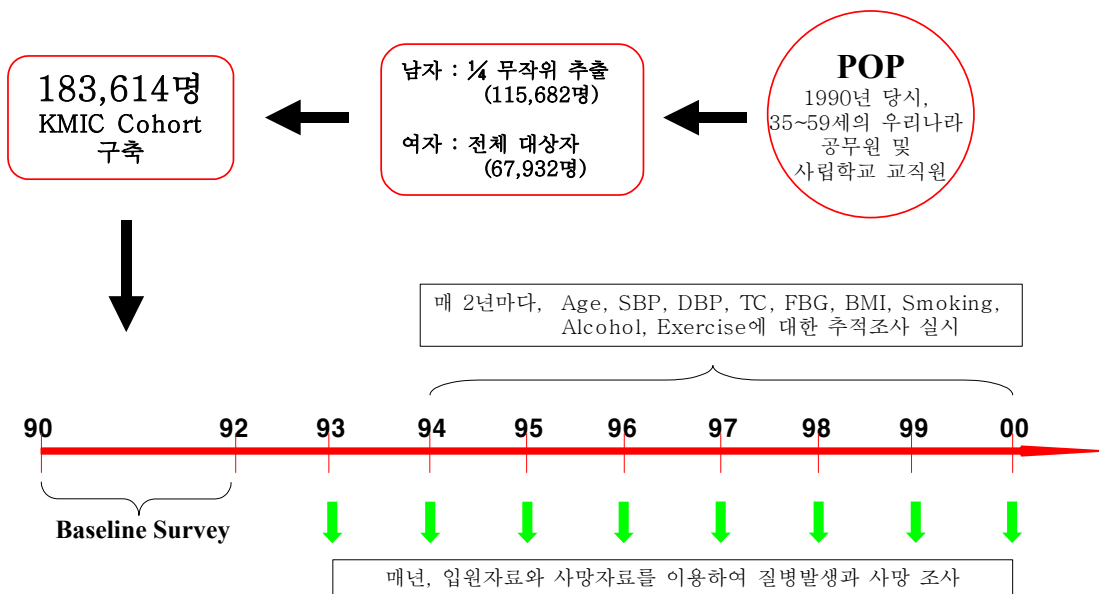 183,614명
KMIC Cohort
구축
남자 : ¼ 무작위 추출
(115,682명)
여자 : 전체 대상자
(67,932명)
POP
1990년 당시,
35~59세의 우리나라
공무원 및
사립학교 교직원
매 2년마다, Age, SBP, DBP, TC, FBG, BMI, Smoking,
Alcohol, Exercise에 대한 추적조사 실시
90 92 93 94 95 96 97 98 99 00
Baseline Survey
매년, 입원자료와 사망자료를 이용하여 질병발생과 사망 조사